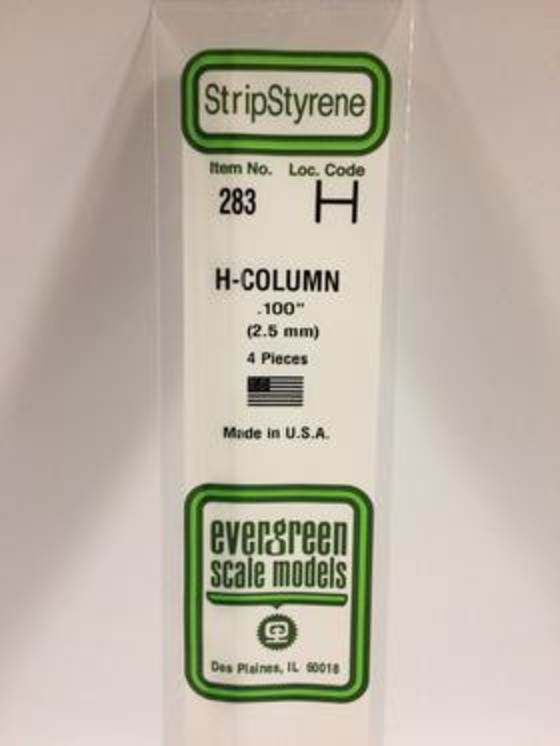 StripStyrene
Item No. Loc. Code
283 H
H-COLUMN
.100"
(2.5 mm)
4 Pieces
Made in U.S.A.
evergreen
scale models
Des Plaines, IL 60018